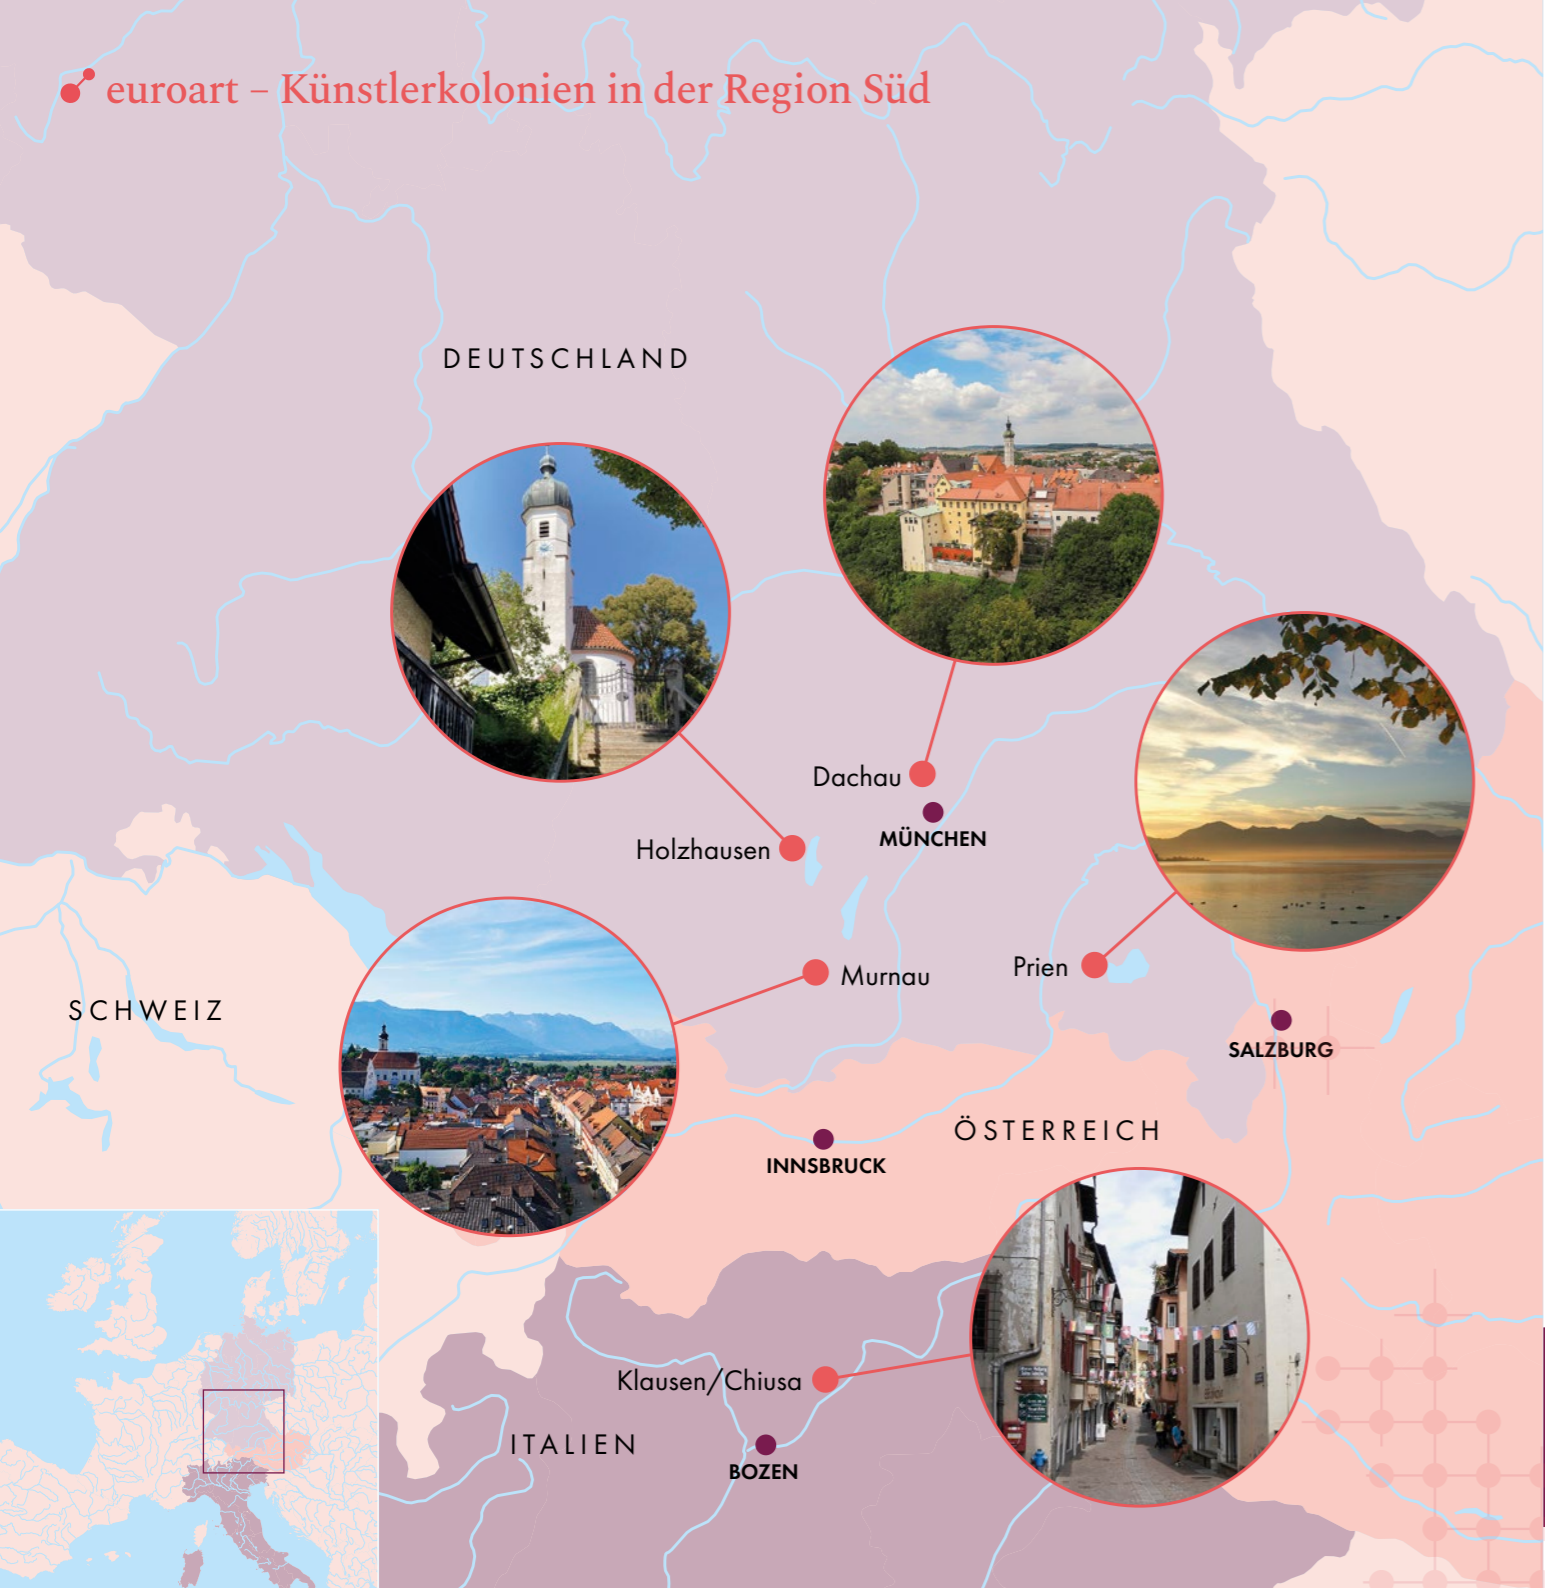 euroart – Künstlerkolonien in der Region Süd
DEUTSCHLAND
Dachau
MÜNCHEN
Holzhausen
Murnau
Prien
SCHWEIZ
SALZBURG
ÖSTERREICH
INNSBRUCK
Klausen/Chiusa
ITALIEN
BOZEN